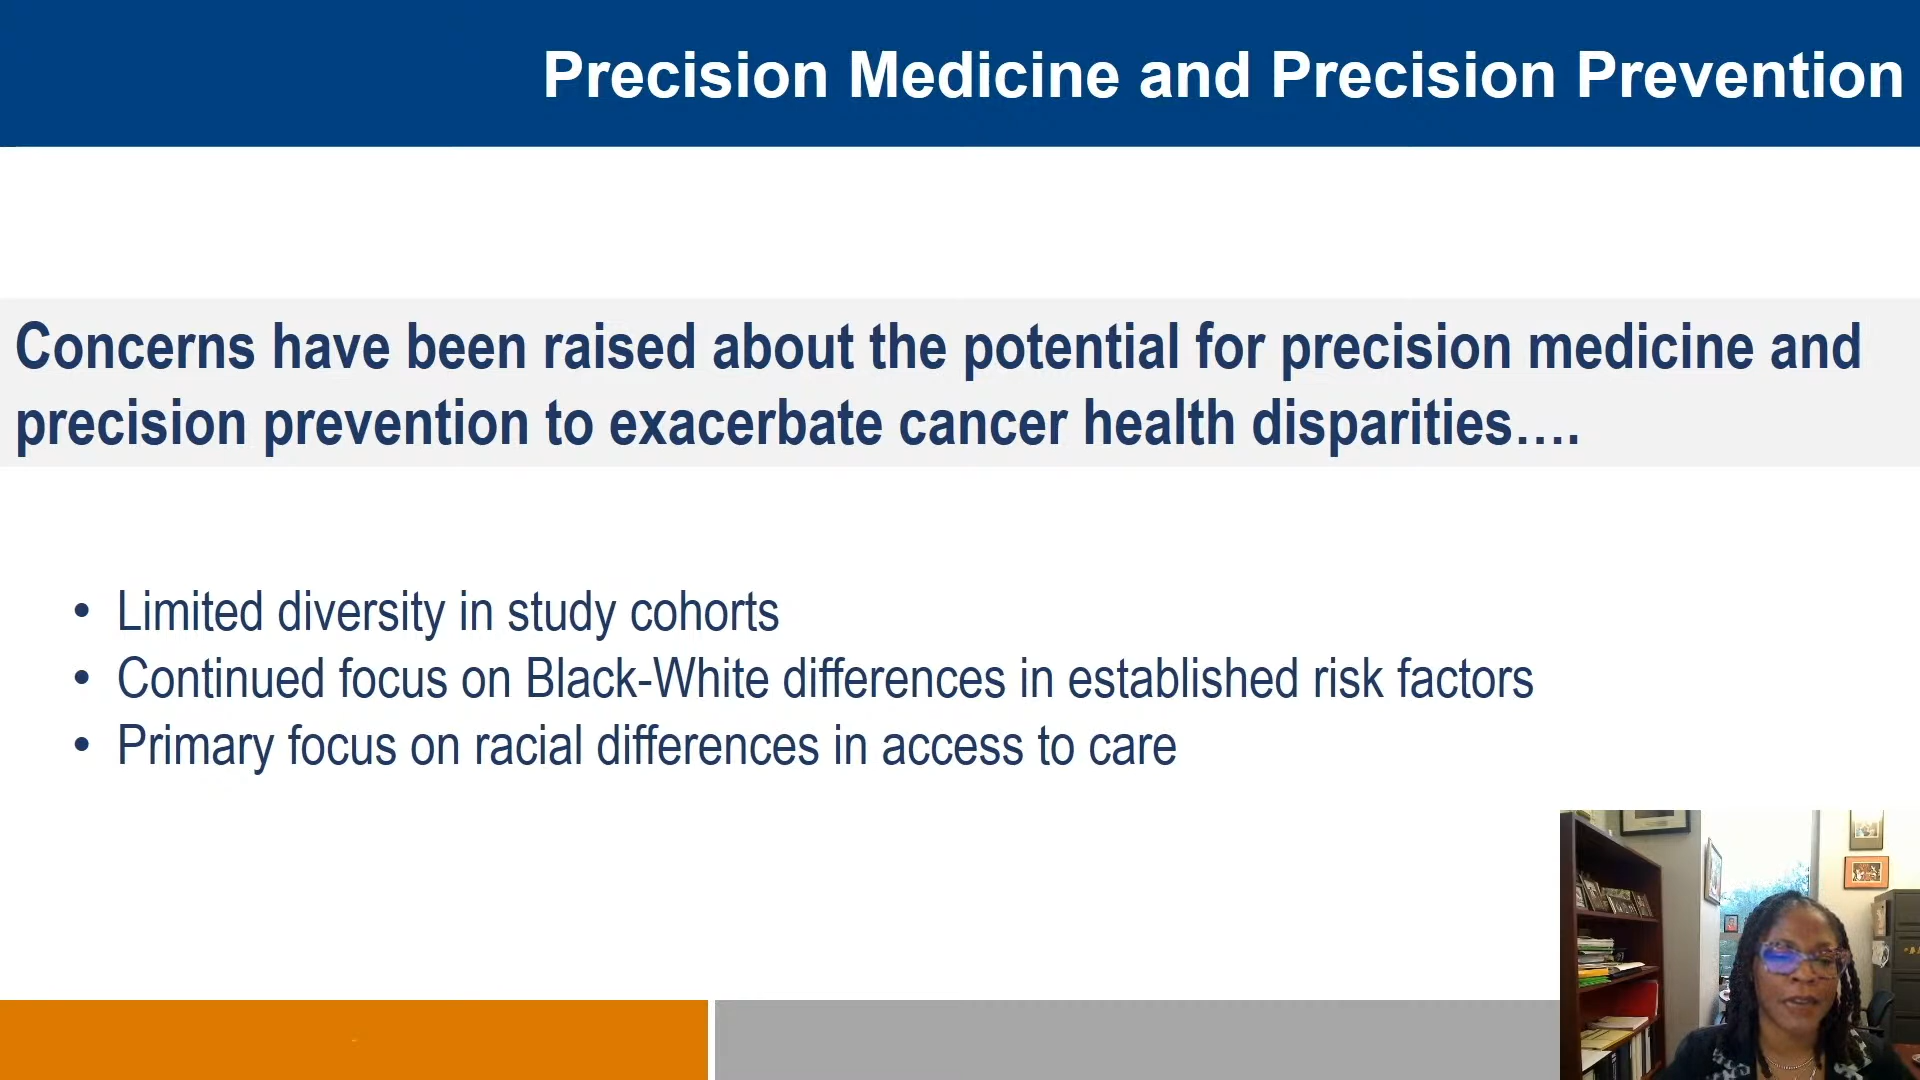 Precision Medicine and Precision Prevention
Concerns have been raised about the potential for precision medicine and
precision prevention to exacerbate cancer health disparities….
• Limited diversity in study cohorts
• Continued focus on Black-White differences in established risk factors
• Primary focus on racial differences in access to care